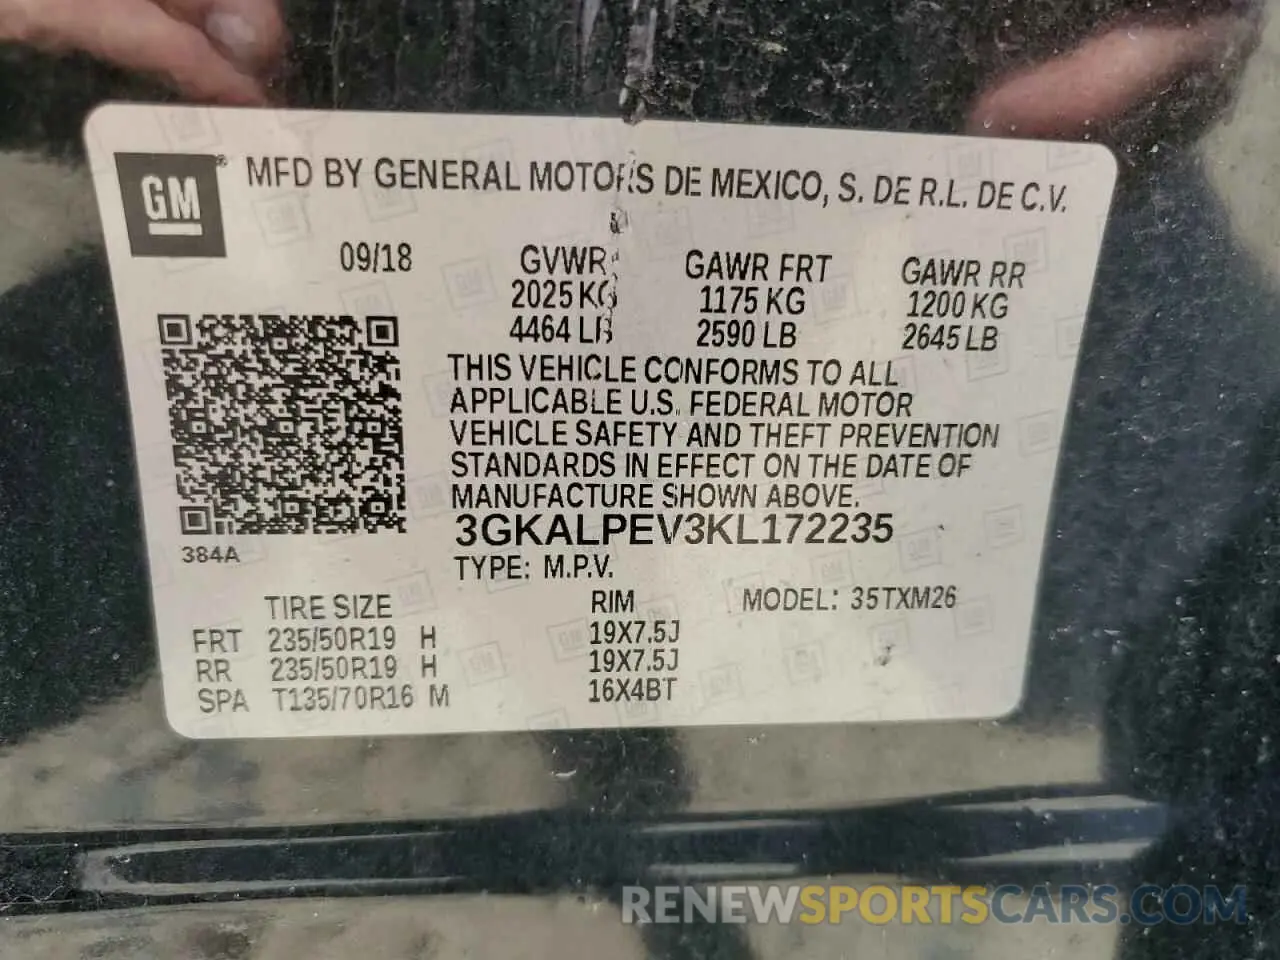 GM ® MFD BY GENERAL MOTORS DE MEXICO, S. DE R.L. DE C.V.
09/18 GVWR GAWR FRT GAWR RR
2025 KG 1175 KG 1200 KG
4464 LB 2590 LB 2645 LB
THIS VEHICLE CONFORMS TO ALL
APPLICABLE U.S. FEDERAL MOTOR
VEHICLE SAFETY AND THEFT PREVENTION
STANDARDS IN EFFECT ON THE DATE OF
MANUFACTURE SHOWN ABOVE.
3GKALPEV3KL172235
384A
TYPE: M.P.V.
TIRE SIZE RIM MODEL: 35TXM26
FRT 235/50R19 H 19X7.5J
RR 235/50R19 H 19X7.5J
SPA T135/70R16 M 16X4BT
RENEWSPORTSCARS.COM